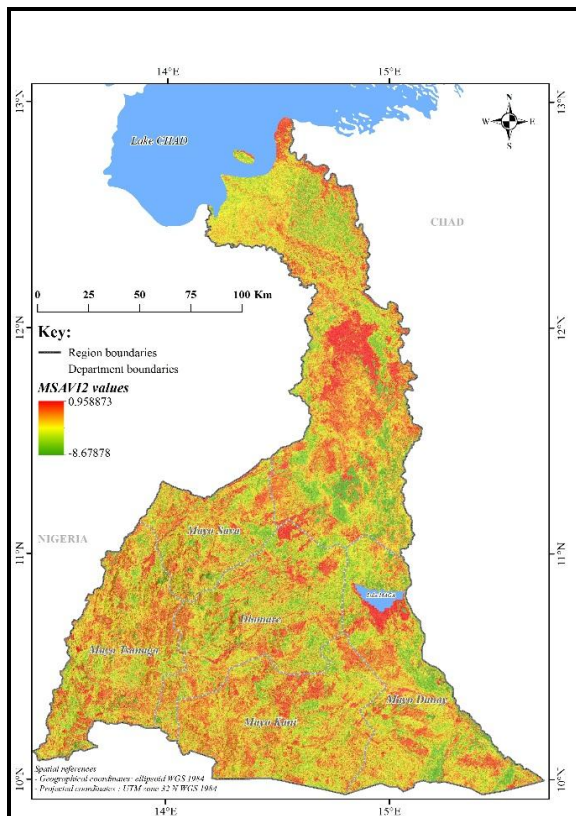 14°E 15°E
13°N 13°N
N
W E
S
Lake CHAD
CHAD
0 25 50 75 100 Km
12°N 12°N
Key:
Region boundaries
Department boundaries
MSAVI2 values
0.958873
-8.67878
NIGERIA
Mayo Sava
11°N 11°N
Diamare
Mayo Tsanaga
Mayo Danay
Mayo Kani
Spatial references
- Geographical coordinates: ellipsoid WGS 1984
- Projected coordinates : UTM zone 32 N WGS 1984
10°N 10°N
14°E 15°E